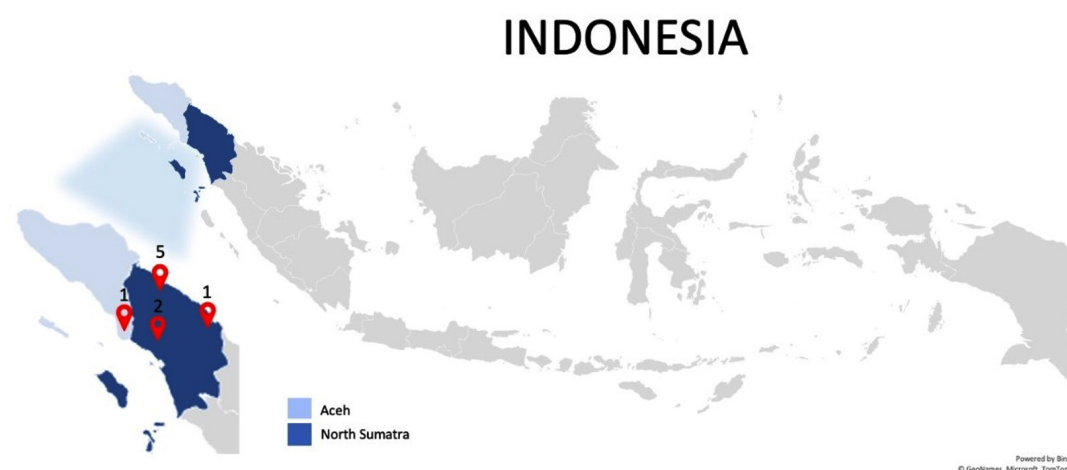 INDONESIA
5
1
2
1
Aceh
North Sumatra
Powered by Bin
© GeoNames, Microsoft, TomTom